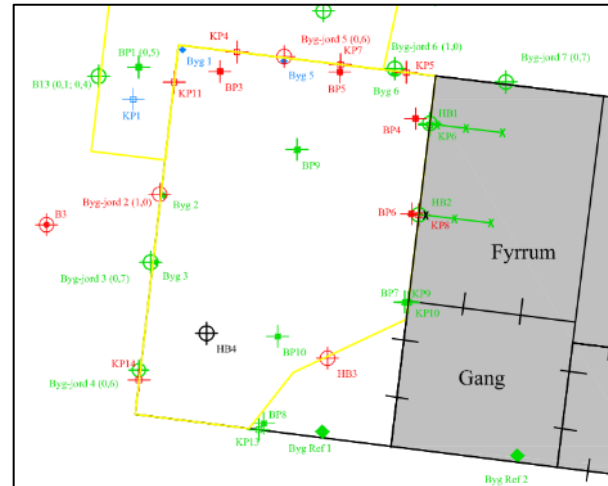 KP4
Byg-jord 5 (0,6)
KP7
Byg-jord 6 (1,0)
BP1 (0,5)
Byg 1
Byg 5
KP5
Byg-jord 7 (0,7)
B13 (0,1; 0,4)
KP11
BP3
BP5
Byg 6
KP1
HB1
BP4
KP6
BP9
Byg-jord 2 (1,0)
Byg 2
HB2
BP6
KP8
B3
Fyrrum
Byg 3
Byg-jord 3 (0,7)
BP7
KP9
KP10
HB4
BP10
HB3
KP14
Byg-jord 4 (0,6)
Gang
BP8
KP13
Byg Ref 1
Byg Ref 2